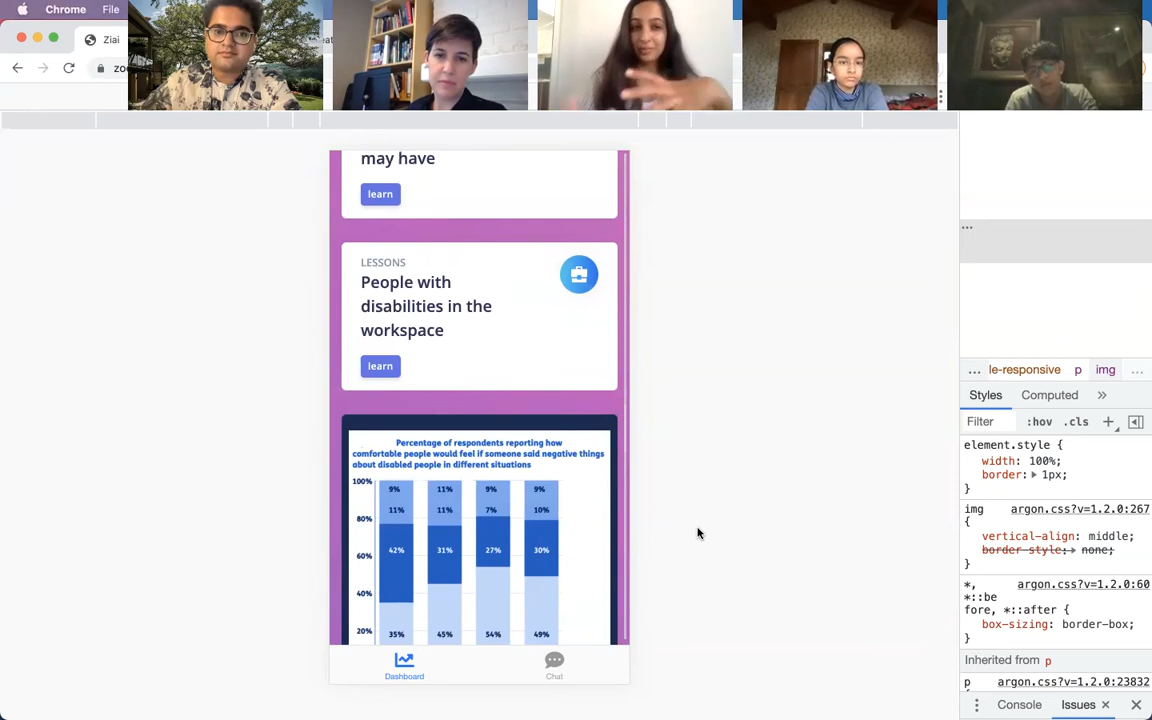 Chrome File
Ziai
eat
zo
may have
learn
LESSONS
People with
disabilities in the
workspace
learn
Percentage of respondents reporting how
comfortable people would feel if someone said negative things
about disabled people in different situations
100%
9% 11% 9% 9%
11% 11% 7% 10%
80%
42% 31% 27% 30%
60%
40%
20%
35% 45% 54% 49%
Dashboard
Chat
... le-responsive p img ...
Styles Computed »
Filter :hov .cls +
element.style {
width: 100%;
border: 1px;
}
img argon.css?v=1.2.0:267
{
vertical-align: middle;
border-style: none;
}
*, argon.css?v=1.2.0:60
*::be
fore, *::after {
box-sizing: border-box;
}
Inherited from p
p argon.css?v=1.2.0:23832
Console Issues